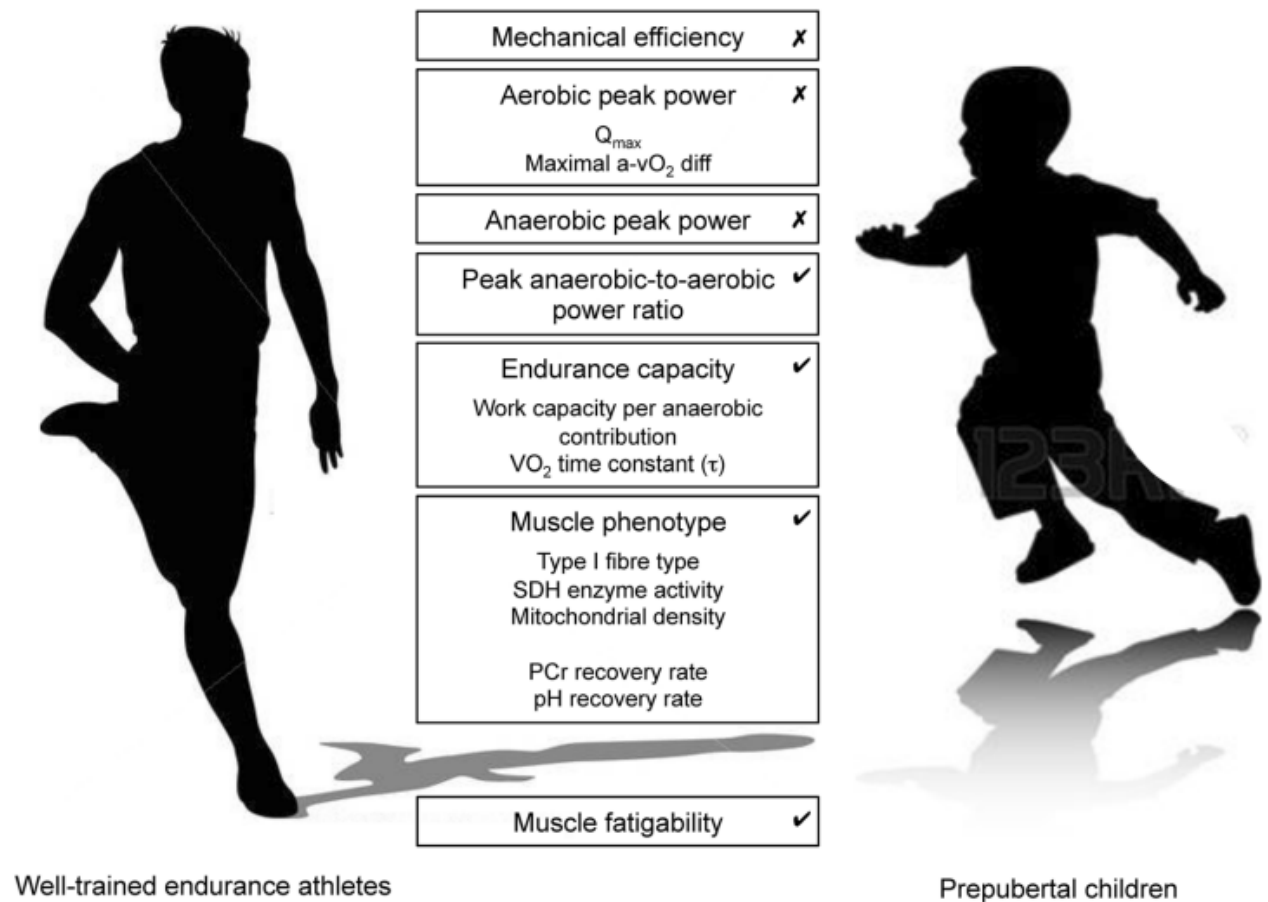 Mechanical efficiency ✗
Aerobic peak power ✗
Qmax
Maximal a-vO2 diff
Anaerobic peak power ✗
Peak anaerobic-to-aerobic ✓
power ratio
Endurance capacity ✓
Work capacity per anaerobic
contribution
VO2 time constant (τ)
Muscle phenotype ✓
Type I fibre type
SDH enzyme activity
Mitochondrial density
PCr recovery rate
pH recovery rate
Muscle fatigability ✓
Well-trained endurance athletes
Prepubertal children